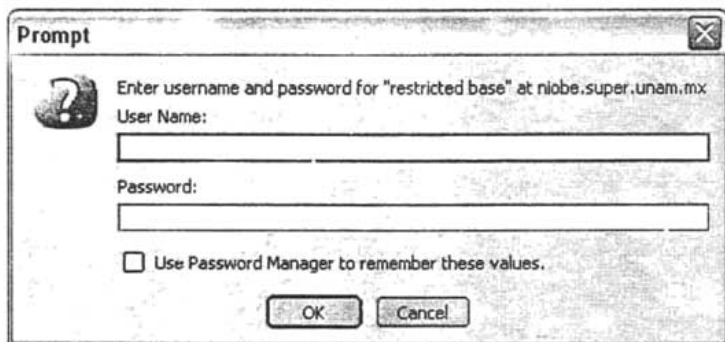 Prompt
Enter username and password for "restricted base" at niobe.super.unam.mx
User Name:
Password:
Use Password Manager to remember these values.
OK
Cancel